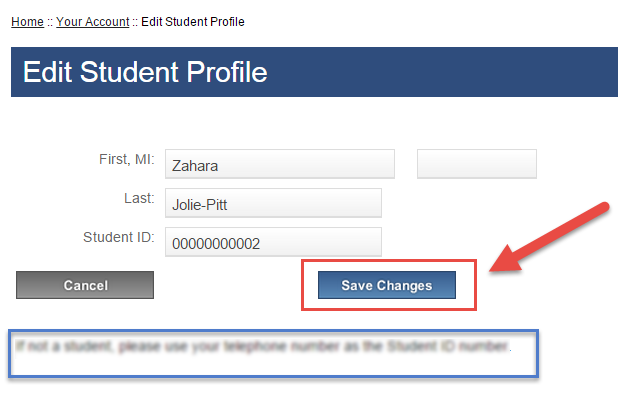 Home :: Your Account :: Edit Student Profile
Edit Student Profile
First, MI: Zahara
Last: Jolie-Pitt
Student ID: 00000000002
Cancel Save Changes
If not a student, please use your telephone number as the Student ID number.